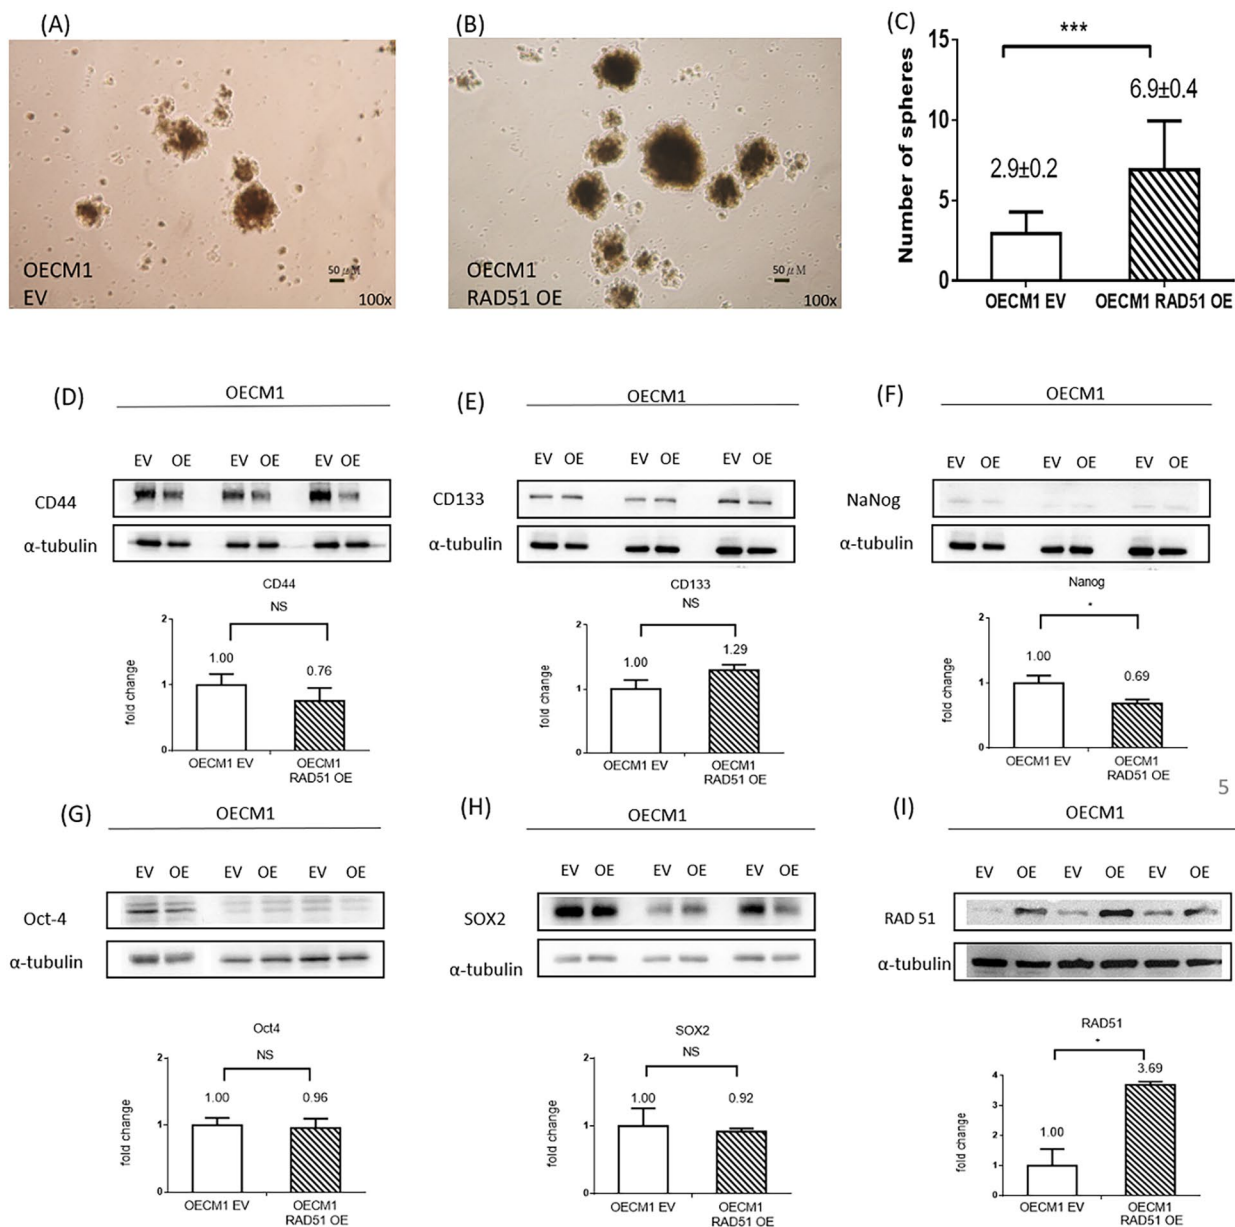 (A)
OECM1
EV
50 μM
100x
(B)
OECM1
RAD51 OE
50 μM
100x
(C)
Number of spheres
15
10
5
0
***
2.9±0.2
6.9±0.4
OECM1 EV
OECM1 RAD51 OE
(D)
OECM1
EV OE EV OE EV OE
CD44
α-tubulin
CD44
NS
fold change
2
1
0
1.00
0.76
OECM1 EV
OECM1
RAD51 OE
(E)
OECM1
EV OE EV OE EV OE
CD133
α-tubulin
CD133
NS
fold change
2
1
0
1.00
1.29
OECM1 EV
OECM1
RAD51 OE
(F)
OECM1
EV OE EV OE EV OE
NaNog
α-tubulin
Nanog
*
fold change
2
1
0
1.00
0.69
OECM1 EV
OECM1
RAD51 OE
5
(G)
OECM1
EV OE EV OE EV OE
Oct-4
α-tubulin
Oct4
NS
fold change
2
1
0
1.00
0.96
OECM1 EV
OECM1
RAD51 OE
(H)
OECM1
EV OE EV OE EV OE
SOX2
α-tubulin
SOX2
NS
fold change
2
1
0
1.00
0.92
OECM1 EV
OECM1
RAD51 OE
(I)
OECM1
EV OE EV OE EV OE
RAD 51
α-tubulin
RAD51
*
fold change
4
2
1
0
1.00
3.69
OECM1 EV
OECM1
RAD51 OE